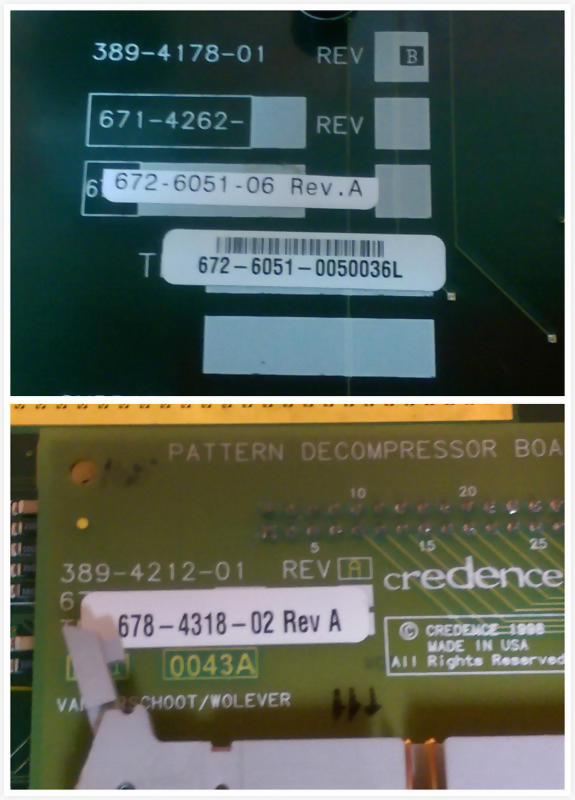 389-4178-01 REV B
671-4262- REV
672-6051-06 Rev.A
672-6051-0050036L
PATTERN DECOMPRESSOR BOA
10 20
5 15 25
389-4212-01 REV A
credence
678-4318-02 Rev A
© CREDENCE 1998
MADE IN USA
All Rights Reserved
0043A
SCHOOT/WOLEVER